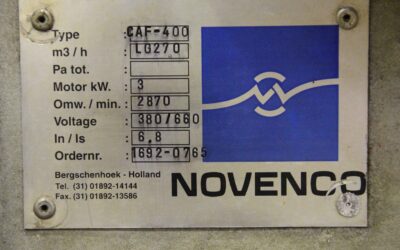 Type : CAF-400
m3 / h : LG270
Pa tot. :
Motor kW. : 3
Omw. / min. : 2870
Voltage : 380/660
In / Is : 6,8
Ordernr. : 1692-0765
Bergschenhoek - Holland
Tel. (31) 01892-14144
Fax. (31) 01892-13586
NOVENCO